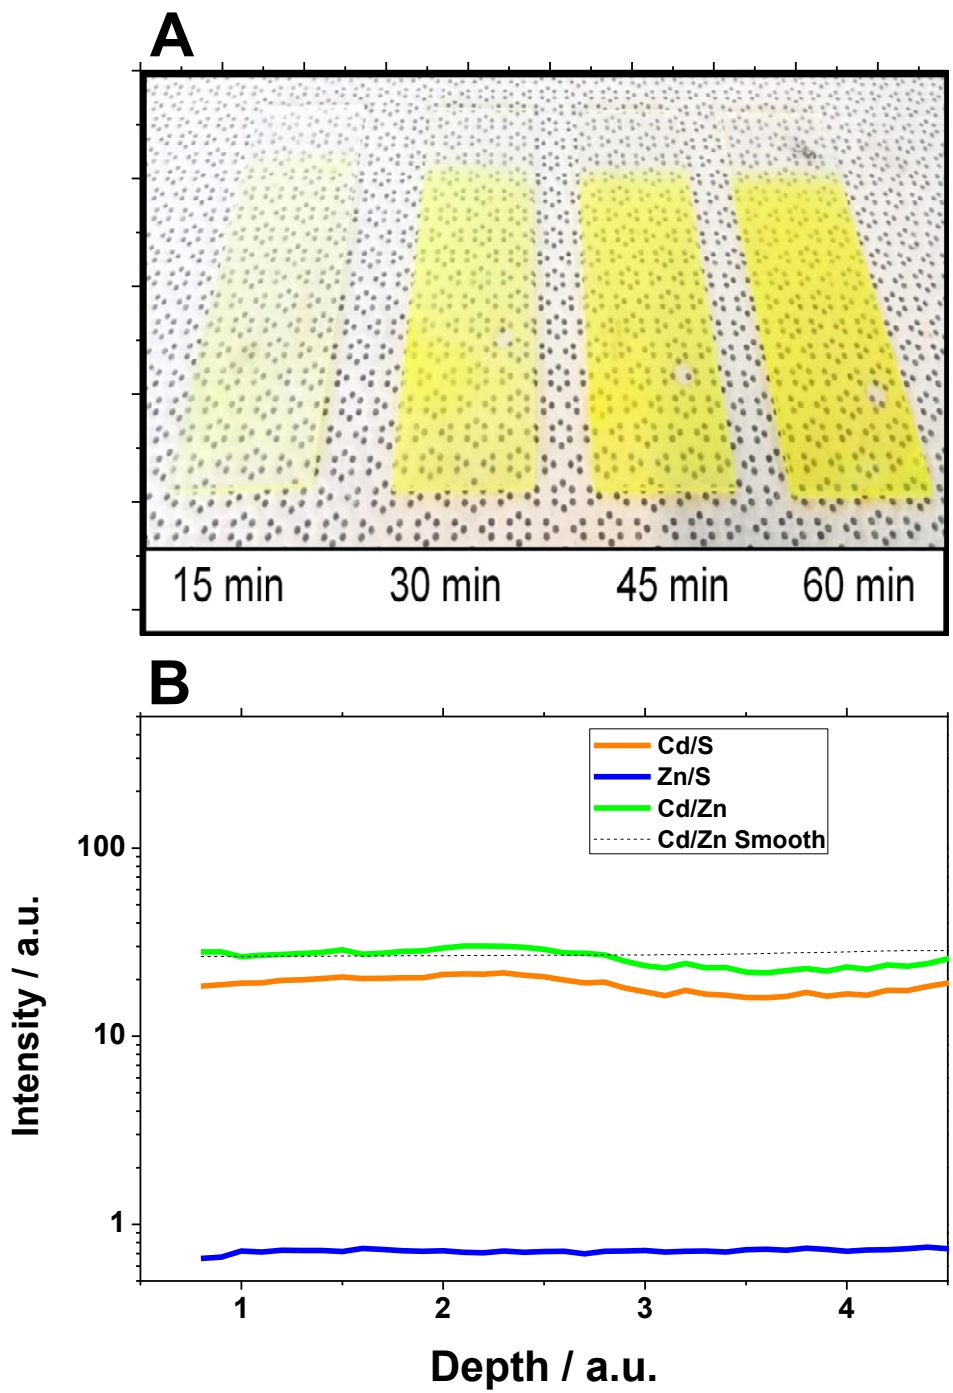 A
15 min 30 min 45 min 60 min
B
Cd/S
Zn/S
Cd/Zn
Cd/Zn Smooth
100
10
1
Intensity / a.u.
1 2 3 4
Depth / a.u.